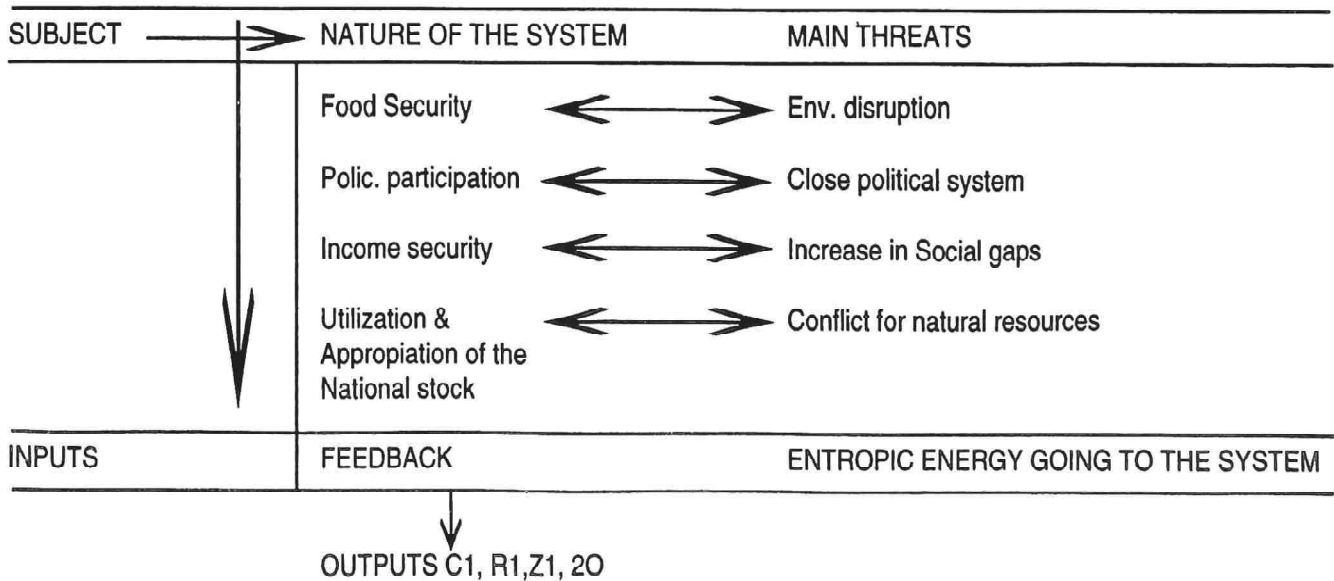 SUBJECT NATURE OF THE SYSTEM MAIN THREATS
Food Security Env. disruption
Polic. participation Close political system
Income security Increase in Social gaps
Utilization & Conflict for natural resources
Appropiation of the
National stock
INPUTS FEEDBACK ENTROPIC ENERGY GOING TO THE SYSTEM
OUTPUTS C1, R1,Z1, 2O